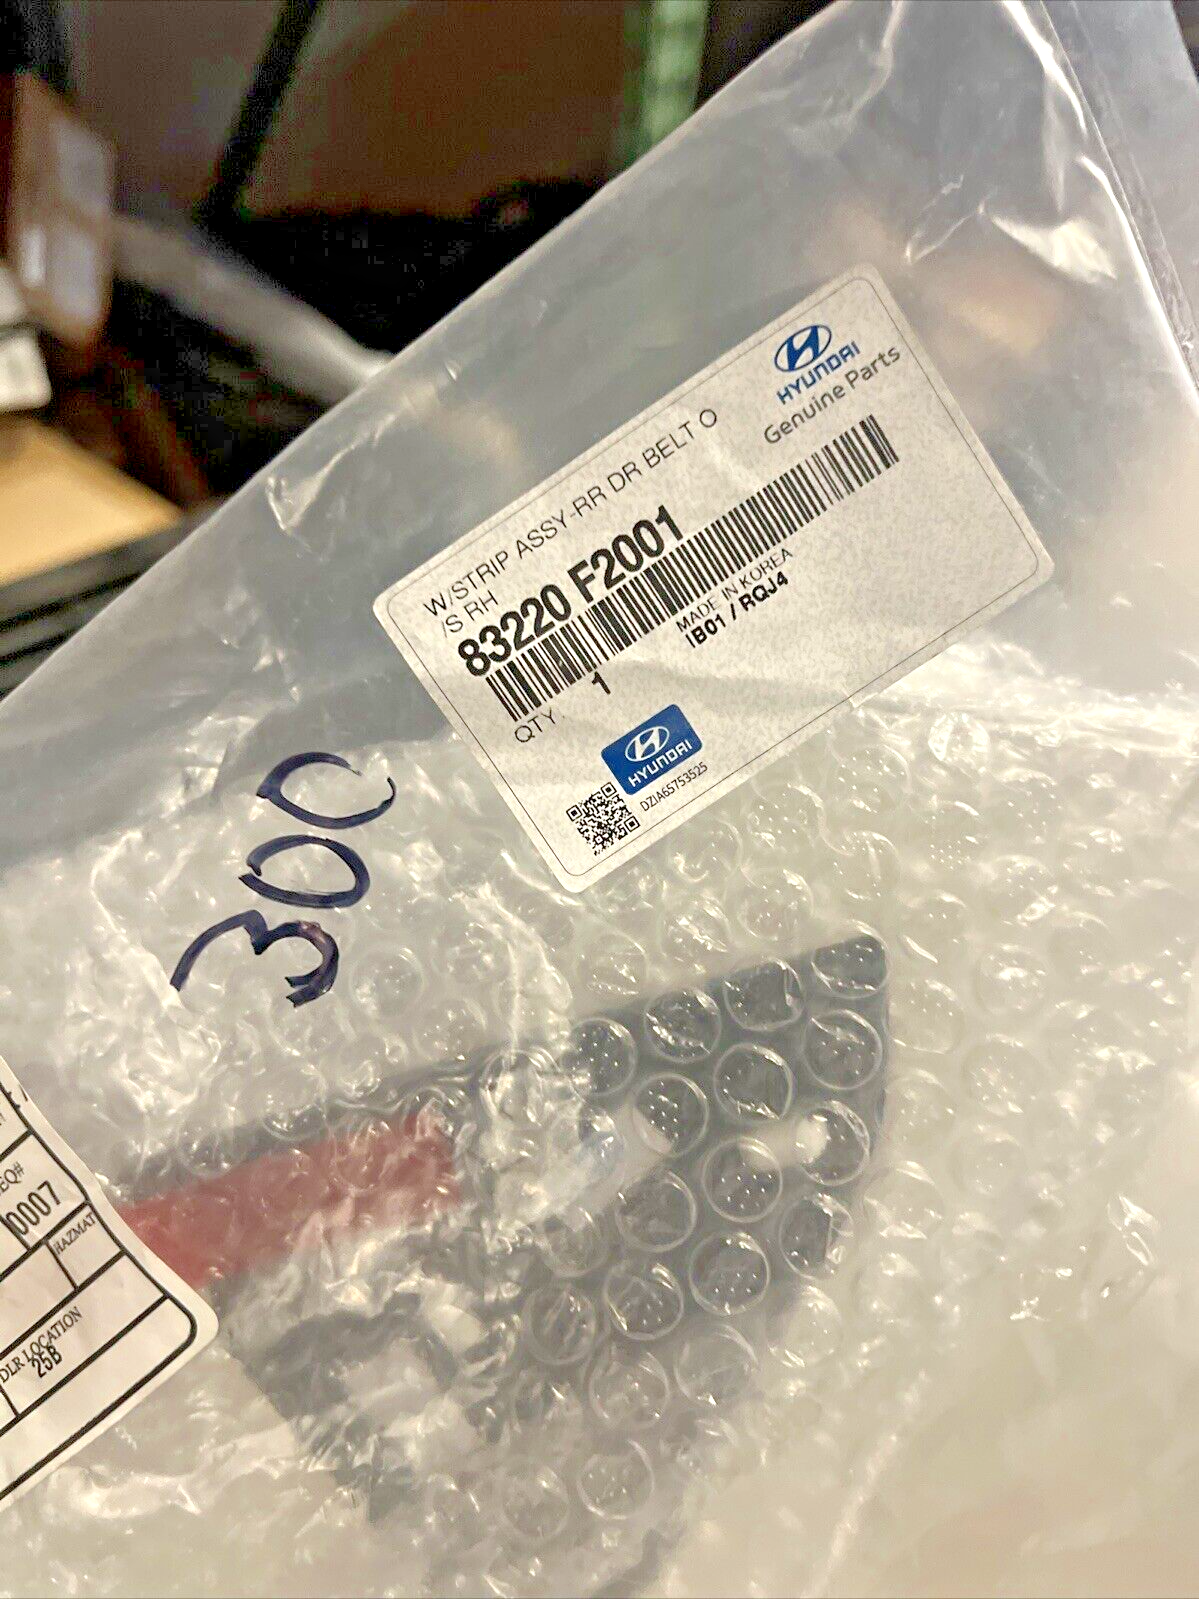 HYUNDAI
Genuine Parts
W/STRIP ASSY-RR DR BELT O
/S RH
83220 F2001
MADE IN KOREA
IB01 / RQJ4
QTY: 1
HYUNDAI
DZIA65753525
300
EQ#
0007
HAZMAT
DLR LOCATION
25B